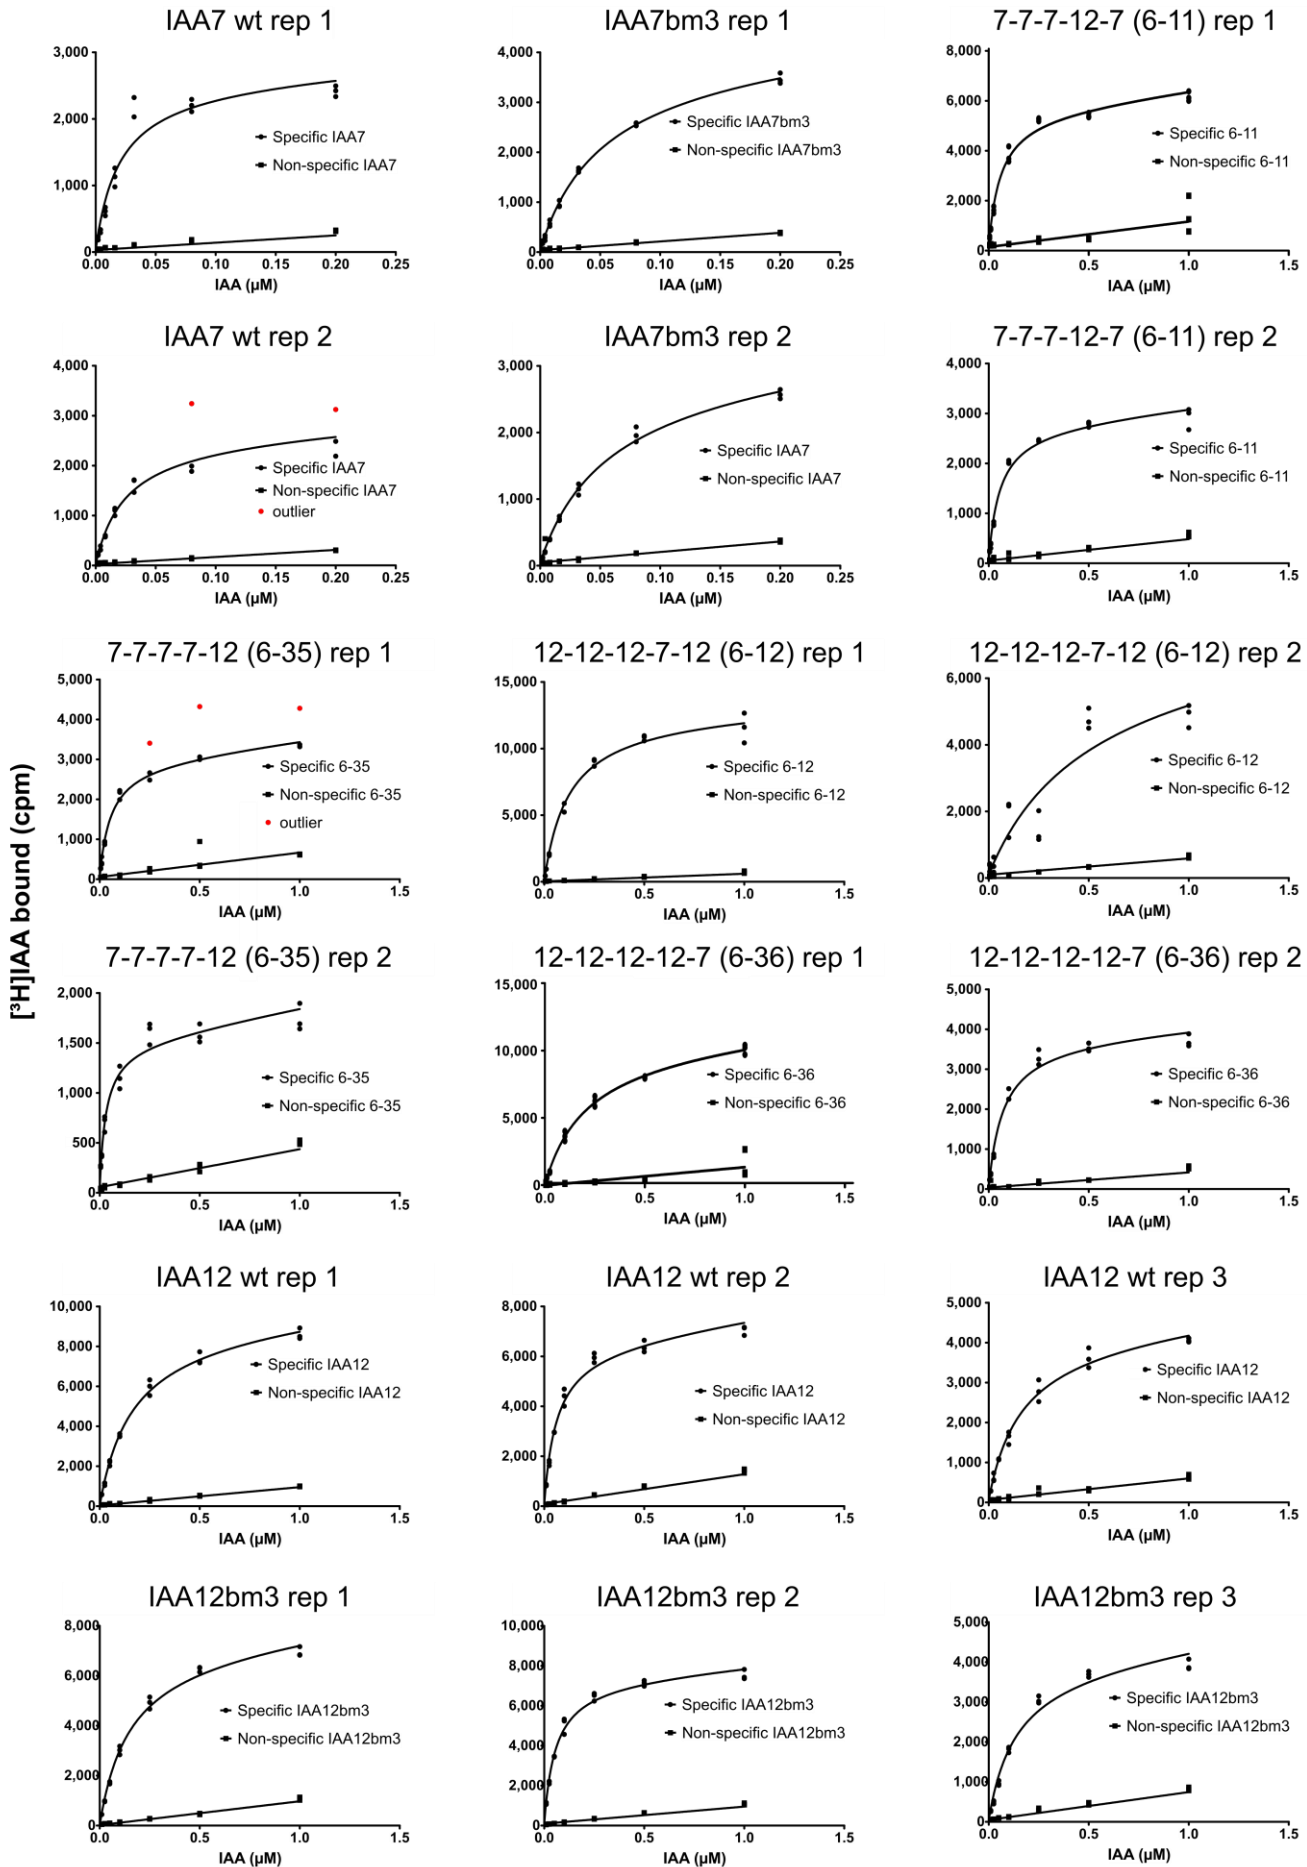 IAA7 wt rep 1
3,000
2,000
1,000
0
0.00 0.05 0.10 0.15 0.20 0.25
IAA (µM)
Specific IAA7
Non-specific IAA7
IAA7bm3 rep 1
4,000
3,000
2,000
1,000
0
0.00 0.05 0.10 0.15 0.20 0.25
IAA (µM)
Specific IAA7bm3
Non-specific IAA7bm3
7-7-7-12-7 (6-11) rep 1
8,000
6,000
4,000
2,000
0
0.0 0.5 1.0 1.5
IAA (µM)
Specific 6-11
Non-specific 6-11
IAA7 wt rep 2
4,000
3,000
2,000
1,000
0
0.00 0.05 0.10 0.15 0.20 0.25
IAA (µM)
Specific IAA7
Non-specific IAA7
outlier
IAA7bm3 rep 2
3,000
2,000
1,000
0
0.00 0.05 0.10 0.15 0.20 0.25
IAA (µM)
Specific IAA7
Non-specific IAA7
7-7-7-12-7 (6-11) rep 2
4,000
3,000
2,000
1,000
0
0.0 0.5 1.0 1.5
IAA (µM)
Specific 6-11
Non-specific 6-11
[³H]IAA bound (cpm)
7-7-7-7-12 (6-35) rep 1
5,000
4,000
3,000
2,000
1,000
0
0.0 0.5 1.0 1.5
IAA (µM)
Specific 6-35
Non-specific 6-35
outlier
12-12-12-7-12 (6-12) rep 1
15,000
10,000
5,000
0
0.0 0.5 1.0 1.5
IAA (µM)
Specific 6-12
Non-specific 6-12
12-12-12-7-12 (6-12) rep 2
6,000
4,000
2,000
0
0.0 0.5 1.0 1.5
IAA (µM)
Specific 6-12
Non-specific 6-12
7-7-7-7-12 (6-35) rep 2
2,000
1,500
1,000
500
0
0.0 0.5 1.0 1.5
IAA (µM)
Specific 6-35
Non-specific 6-35
12-12-12-12-7 (6-36) rep 1
15,000
10,000
5,000
0
0.0 0.5 1.0 1.5
IAA (µM)
Specific 6-36
Non-specific 6-36
12-12-12-12-7 (6-36) rep 2
5,000
4,000
3,000
2,000
1,000
0
0.0 0.5 1.0 1.5
IAA (µM)
Specific 6-36
Non-specific 6-36
IAA12 wt rep 1
10,000
8,000
6,000
4,000
2,000
0
0.0 0.5 1.0 1.5
IAA (µM)
Specific IAA12
Non-specific IAA12
IAA12 wt rep 2
8,000
6,000
4,000
2,000
0
0.0 0.5 1.0 1.5
IAA (µM)
Specific IAA12
Non-specific IAA12
IAA12 wt rep 3
5,000
4,000
3,000
2,000
1,000
0
0.0 0.5 1.0 1.5
IAA (µM)
Specific IAA12
Non-specific IAA12
IAA12bm3 rep 1
8,000
6,000
4,000
2,000
0
0.0 0.5 1.0 1.5
IAA (µM)
Specific IAA12bm3
Non-specific IAA12bm3
IAA12bm3 rep 2
10,000
8,000
6,000
4,000
2,000
0
0.0 0.5 1.0 1.5
IAA (µM)
Specific IAA12bm3
Non-specific IAA12bm3
IAA12bm3 rep 3
5,000
4,000
3,000
2,000
1,000
0
0.0 0.5 1.0 1.5
IAA (µM)
Specific IAA12bm3
Non-specific IAA12bm3